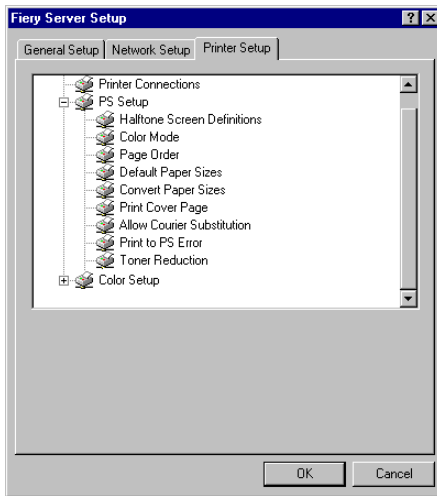 Fiery Server Setup
General Setup Network Setup Printer Setup
Printer Connections
PS Setup
Halftone Screen Definitions
Color Mode
Page Order
Default Paper Sizes
Convert Paper Sizes
Print Cover Page
Allow Courier Substitution
Print to PS Error
Toner Reduction
Color Setup
OK Cancel